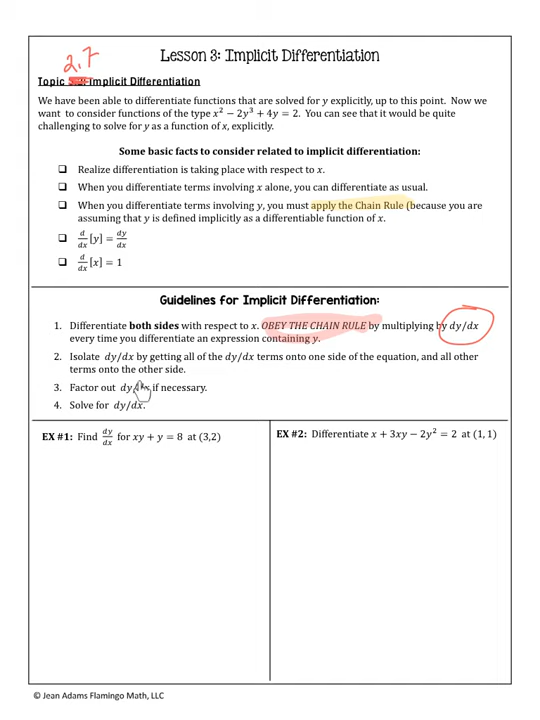 Lesson 3: Implicit Differentiation
2.7
Topic Implicit Differentiation
We have been able to differentiate functions that are solved for y explicitly, up to this point. Now we
want to consider functions of the type x² − 2y³ + 4y = 2. You can see that it would be quite
challenging to solve for y as a function of x, explicitly.
Some basic facts to consider related to implicit differentiation:
❑ Realize differentiation is taking place with respect to x.
❑ When you differentiate terms involving x alone, you can differentiate as usual.
❑ When you differentiate terms involving y, you must apply the Chain Rule (because you are
assuming that y is defined implicitly as a differentiable function of x.
❑ d/dx [y] = dy/dx
❑ d/dx [x] = 1
Guidelines for Implicit Differentiation:
1. Differentiate both sides with respect to x. OBEY THE CHAIN RULE by multiplying by dy/dx
every time you differentiate an expression containing y.
2. Isolate dy/dx by getting all of the dy/dx terms onto one side of the equation, and all other
terms onto the other side.
3. Factor out dy/dx if necessary.
4. Solve for dy/dx.
EX #1: Find dy/dx for xy + y = 8 at (3,2)
EX #2: Differentiate x + 3xy − 2y² = 2 at (1, 1)
© Jean Adams Flamingo Math, LLC